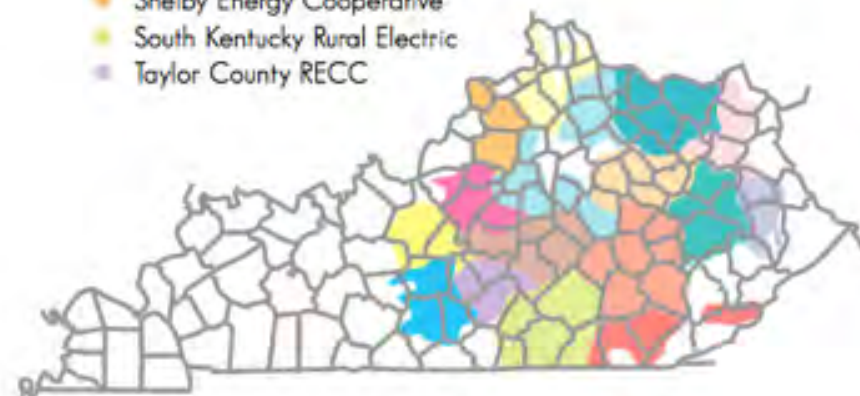 Shelby Energy Cooperative
South Kentucky Rural Electric
Taylor County RECC